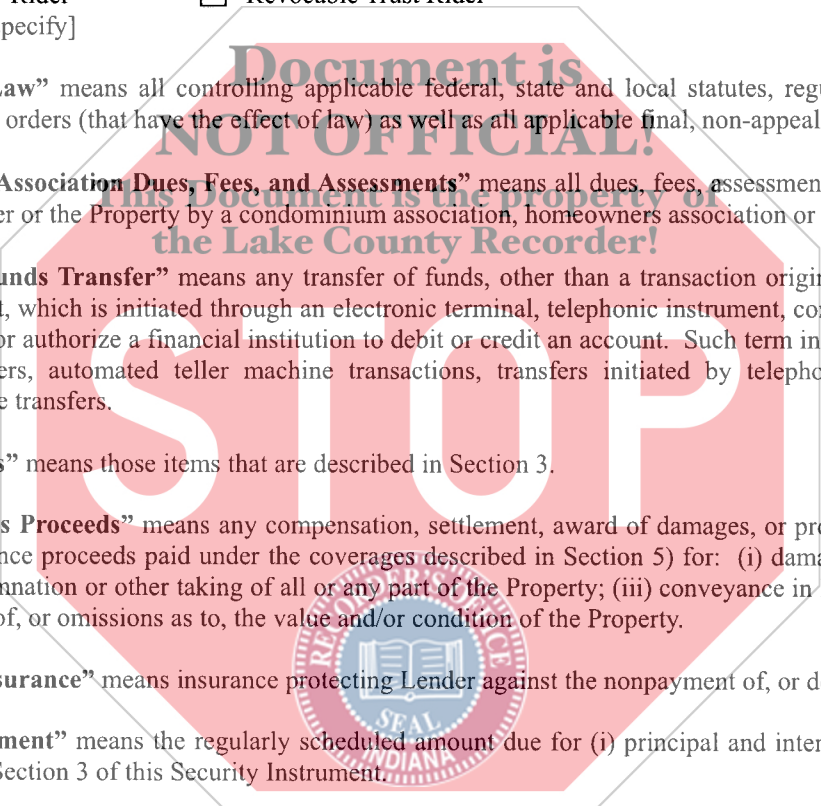 Rider Revocable Trust Rider
pecify]
Document is
Law” means all controlling applicable federal, state and local statutes, regu
orders (that have the effect of law) as well as all applicable final, non-appeal
NOT OFFICIAL!
Association Dues, Fees, and Assessments” means all dues, fees, assessmen
This Document is the property of
er or the Property by a condominium association, homeowners association or
the Lake County Recorder!
unds Transfer” means any transfer of funds, other than a transaction origin
t, which is initiated through an electronic terminal, telephonic instrument, co
or authorize a financial institution to debit or credit an account. Such term in
ers, automated teller machine transactions, transfers initiated by telepho
e transfers.
STOP
s” means those items that are described in Section 3.
s Proceeds” means any compensation, settlement, award of damages, or pro
nce proceeds paid under the coverages described in Section 5) for: (i) dama
mnation or other taking of all or any part of the Property; (iii) conveyance in
of, or omissions as to, the value and/or condition of the Property.
RECORDER'S OFFICE
surance” means insurance protecting Lender against the nonpayment of, or d
SEAL
ment” means the regularly scheduled amount due for (i) principal and inter
INDIANA
Section 3 of this Security Instrument.